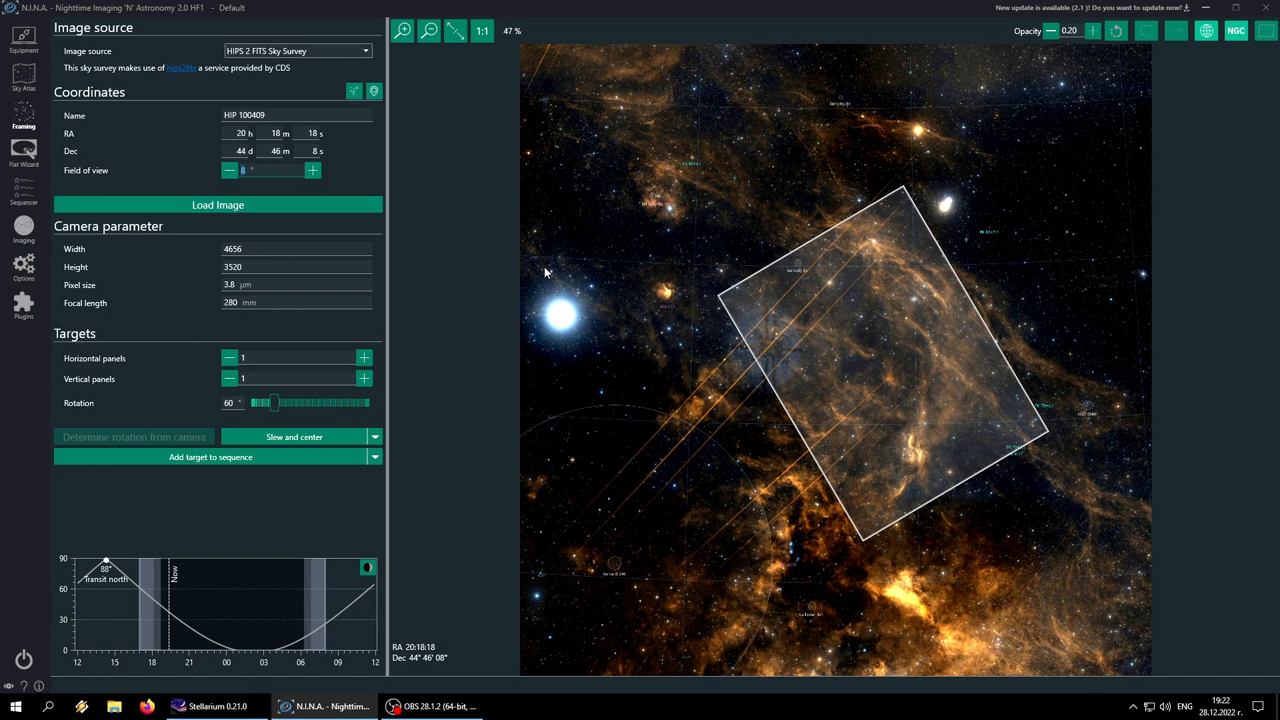 N.I.N.A. - Nighttime Imaging 'N' Astronomy 2.0 HF1 - Default
New update is available (2.1 )! Do you want to update now?
Image source
Equipment
Image source
HIPS 2 FITS Sky Survey
1:1
47 %
Opacity
0.20
NGC
This sky survey makes use of hips2fits a service provided by CDS
Sky Atlas
Coordinates
Framing
Name
HIP 100409
RA
20 h 18 m 18 s
Dec
44 d 46 m 8 s
Flat Wizard
Field of view
8 °
Sequencer
Load Image
Camera parameter
Imaging
Width
4656
Height
3520
Options
Pixel size
3.8 µm
Focal length
280 mm
Plugins
Targets
Horizontal panels
1
Vertical panels
1
Rotation
60 °
Determine rotation from camera
Slew and center
Add target to sequence
90
60
30
0
88°
Transit north
Now
12 15 18 21 00 03 06 09 12
RA 20:18:18
Dec 44° 46' 08"
Stellarium 0.21.0
N.I.N.A. - Nighttim...
OBS 28.1.2 (64-bit, ...
ENG
19:22
28.12.2022 г.